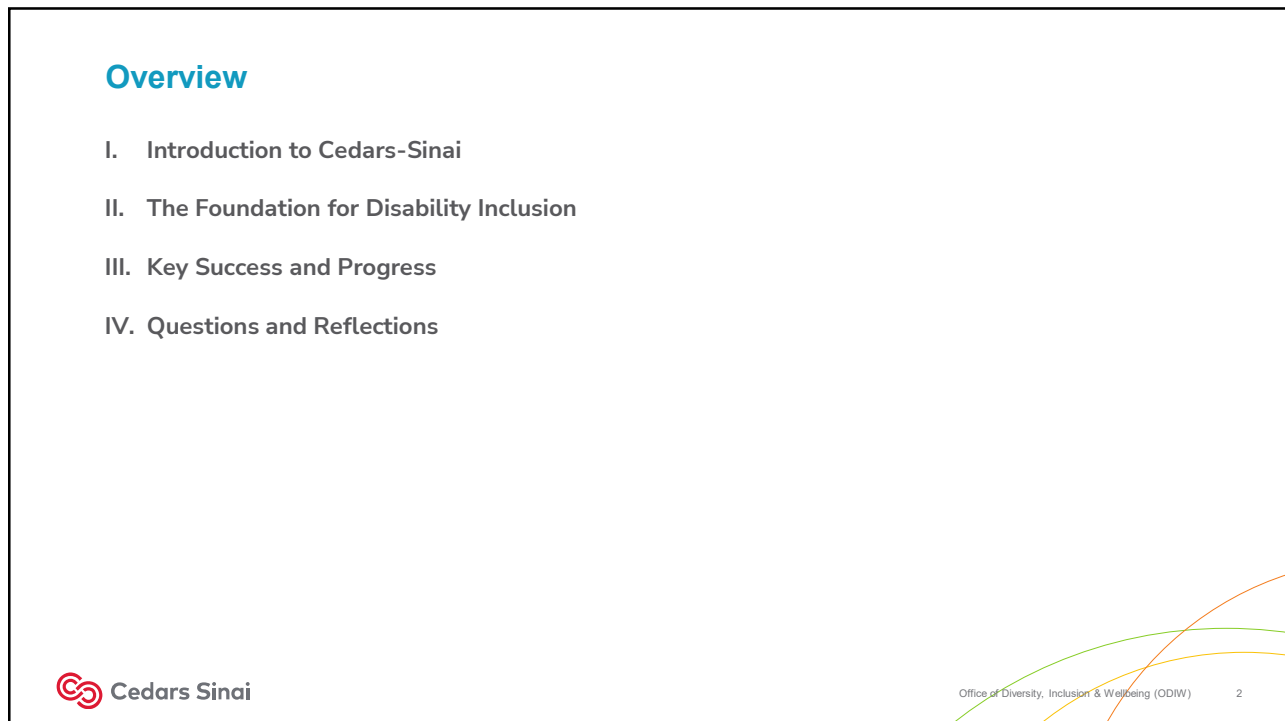 Overview
I. Introduction to Cedars-Sinai
II. The Foundation for Disability Inclusion
III. Key Success and Progress
IV. Questions and Reflections
Cedars Sinai
Office of Diversity, Inclusion & Wellbeing (ODIW) 2